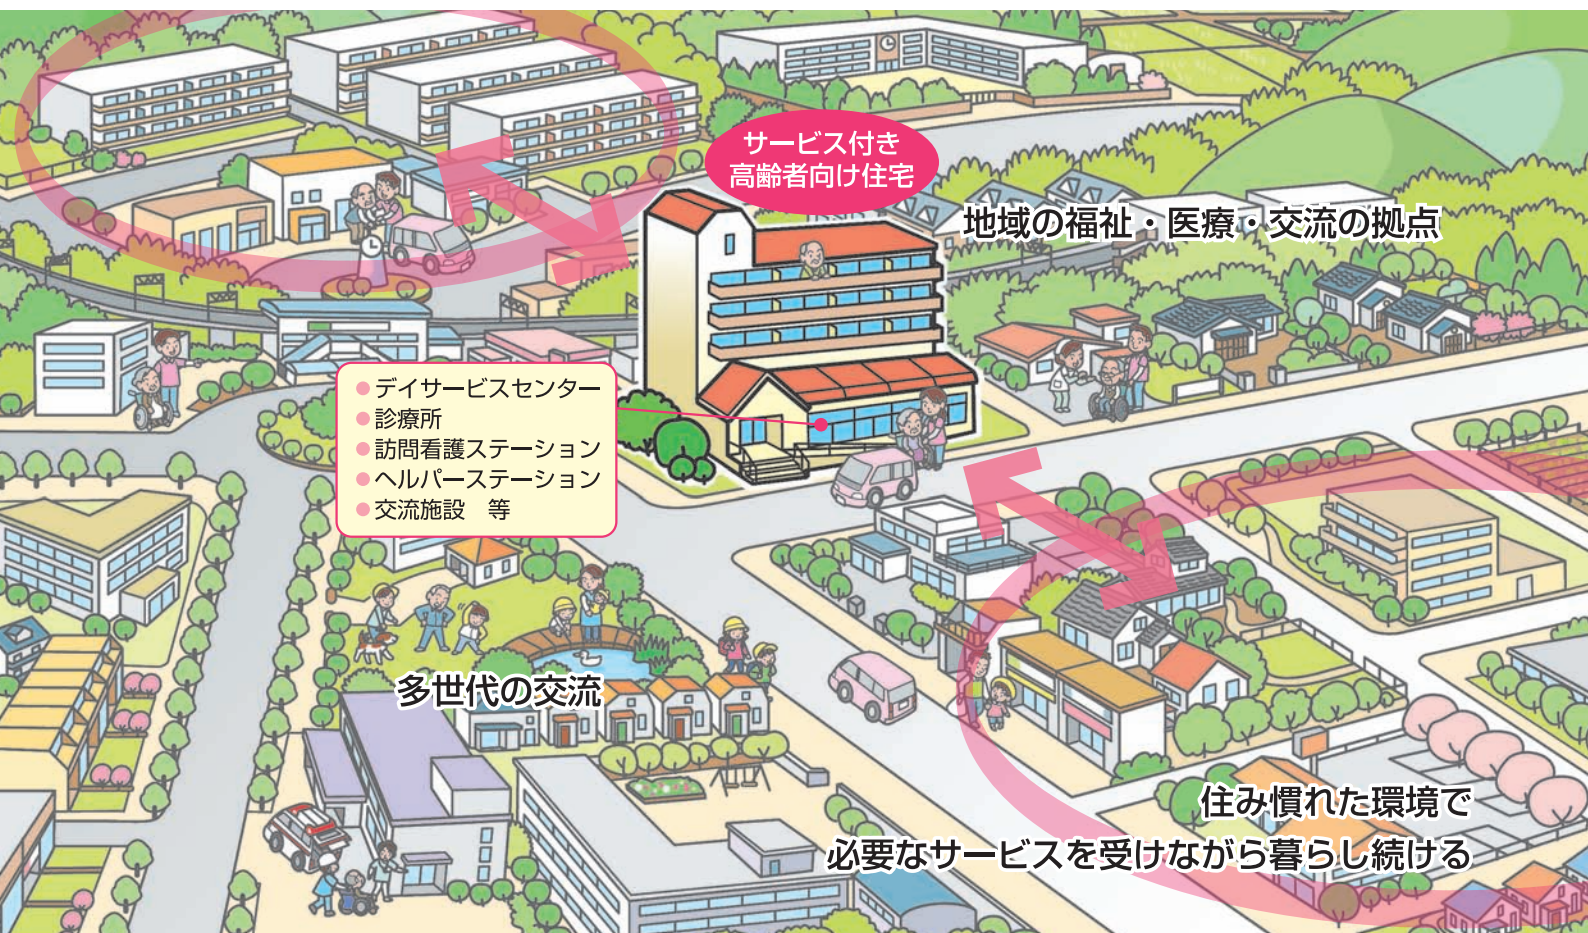 サービス付き
高齢者向け住宅
地域の福祉・医療・交流の拠点
デイサービスセンター
診療所
訪問看護ステーション
ヘルパーステーション
交流施設　等
多世代の交流
住み慣れた環境で
必要なサービスを受けながら暮らし続ける